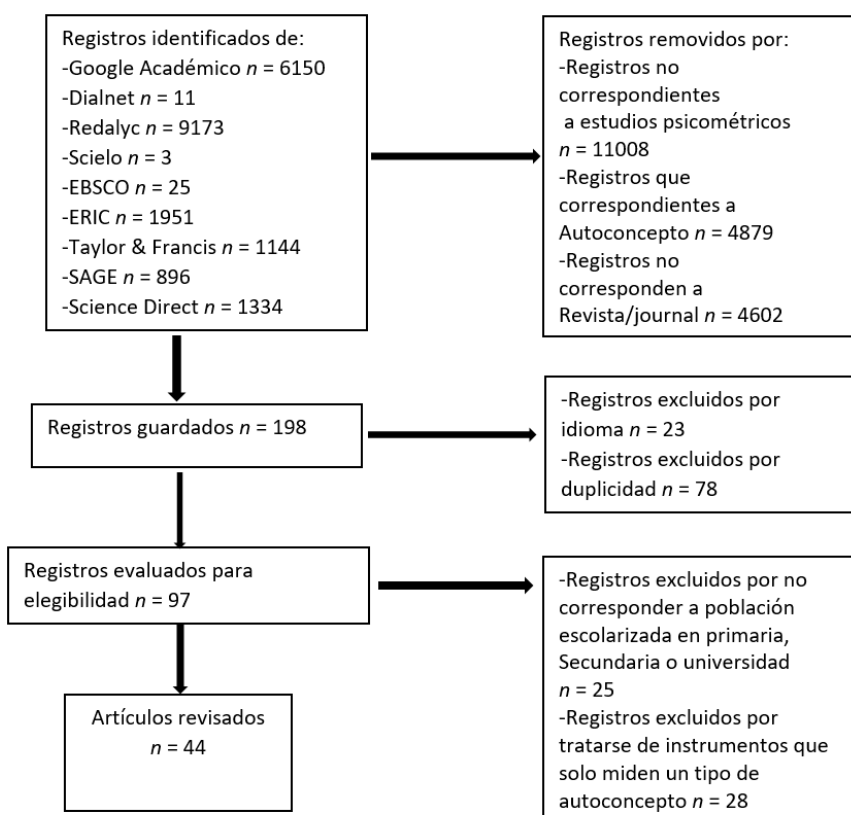 Registros identificados de:
-Google Académico n = 6150
-Dialnet n = 11
-Redalyc n = 9173
-Scielo n = 3
-EBSCO n = 25
-ERIC n = 1951
-Taylor & Francis n = 1144
-SAGE n = 896
-Science Direct n = 1334
Registros removidos por:
-Registros no
correspondientes
a estudios psicométricos
n = 11008
-Registros que
correspondientes a
Autoconcepto n = 4879
-Registros no
corresponden a
Revista/journal n = 4602
Registros guardados n = 198
-Registros excluidos por
idioma n = 23
-Registros excluidos por
duplicidad n = 78
Registros evaluados para
elegibilidad n = 97
-Registros excluidos por no
corresponder a población
escolarizada en primaria,
Secundaria o universidad
n = 25
-Registros excluidos por
tratarse de instrumentos que
solo miden un tipo de
autoconcepto n = 28
Artículos revisados
n = 44